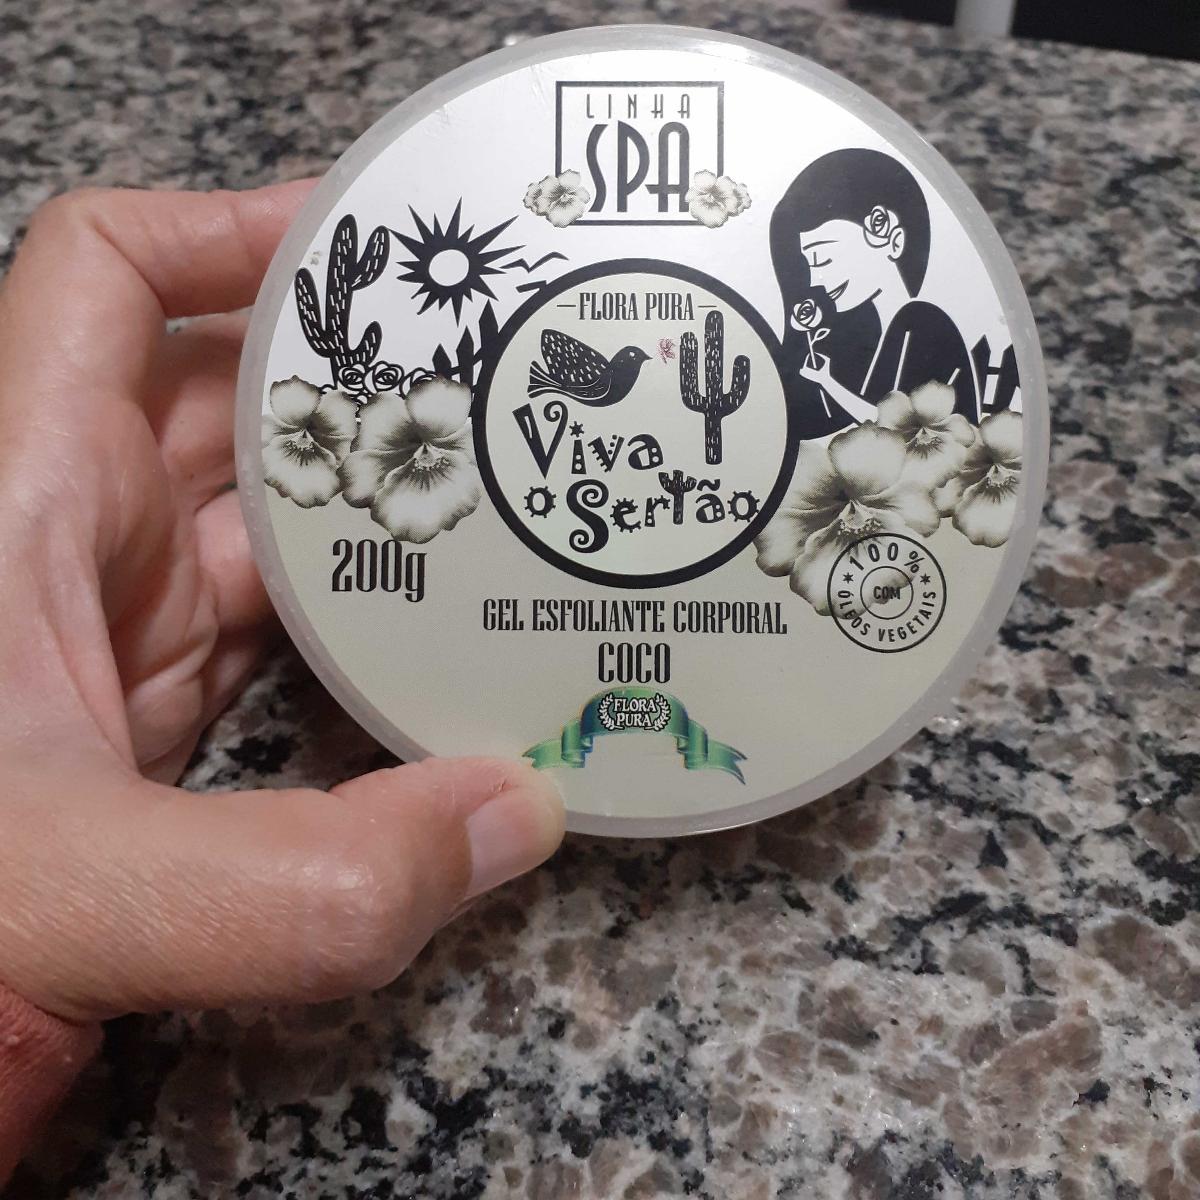 LINHA
SPA
FLORA PURA
Viva
o Sertão
200g
100%
COM
ÓLEOS VEGETAIS
GEL ESFOLIANTE CORPORAL
COCO
FLORA
PURA